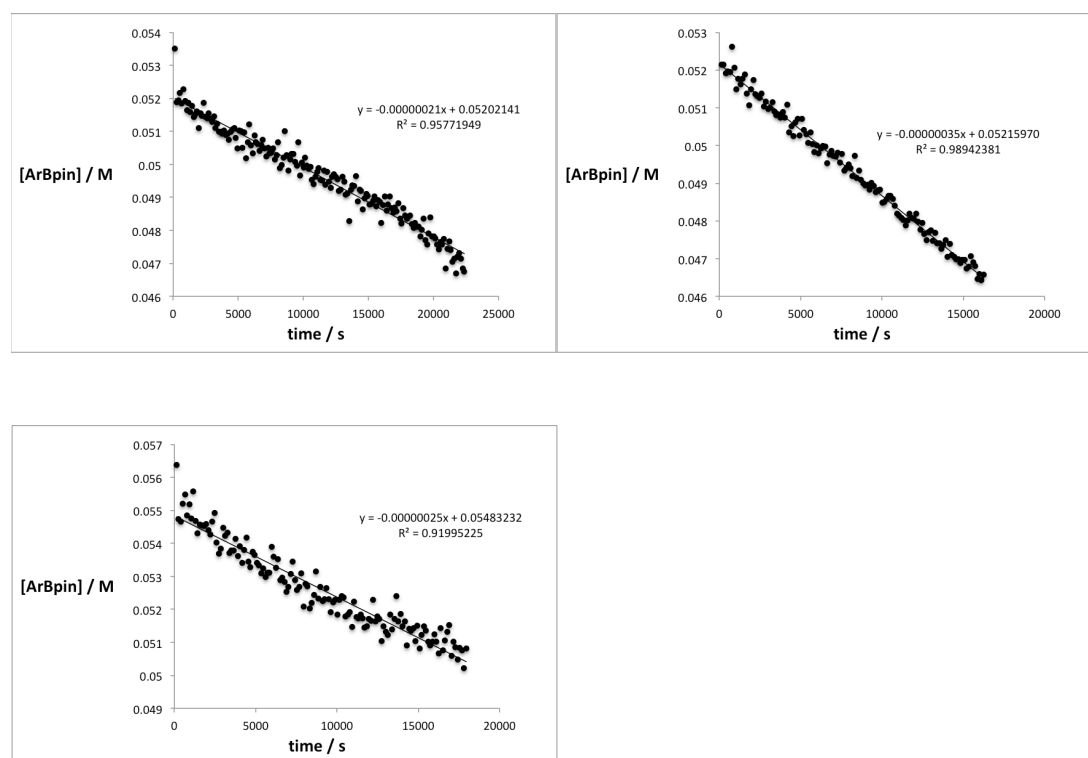 0.054
0.053
0.052
0.051
0.05
0.049
0.048
0.047
0.046
[ArBpin] / M
y = -0.00000021x + 0.05202141
R² = 0.95771949
0 5000 10000 15000 20000 25000
time / s
0.053
0.052
0.051
0.05
0.049
0.048
0.047
0.046
[ArBpin] / M
y = -0.00000035x + 0.05215970
R² = 0.98942381
0 5000 10000 15000 20000
time / s
0.057
0.056
0.055
0.054
0.053
0.052
0.051
0.05
0.049
[ArBpin] / M
y = -0.00000025x + 0.05483232
R² = 0.91995225
0 5000 10000 15000 20000
time / s